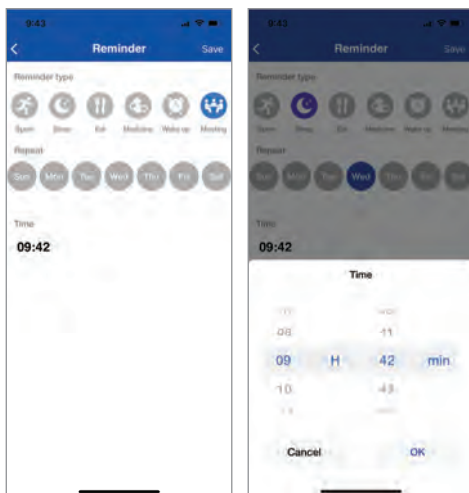 9:43
Reminder Save
Reminder type
Sport Sleep Eat Medicine Wake up Meeting
Repeat
Sun Mon Tue Wed Thu Fri Sat
Time
09:42
9:43
Reminder Save
Reminder type
Sport Sleep Eat Medicine Wake up Meeting
Repeat
Sun Mon Tue Wed Thu Fri Sat
Time
09:42
Time
08 41
09 H 42 min
10 43
Cancel OK